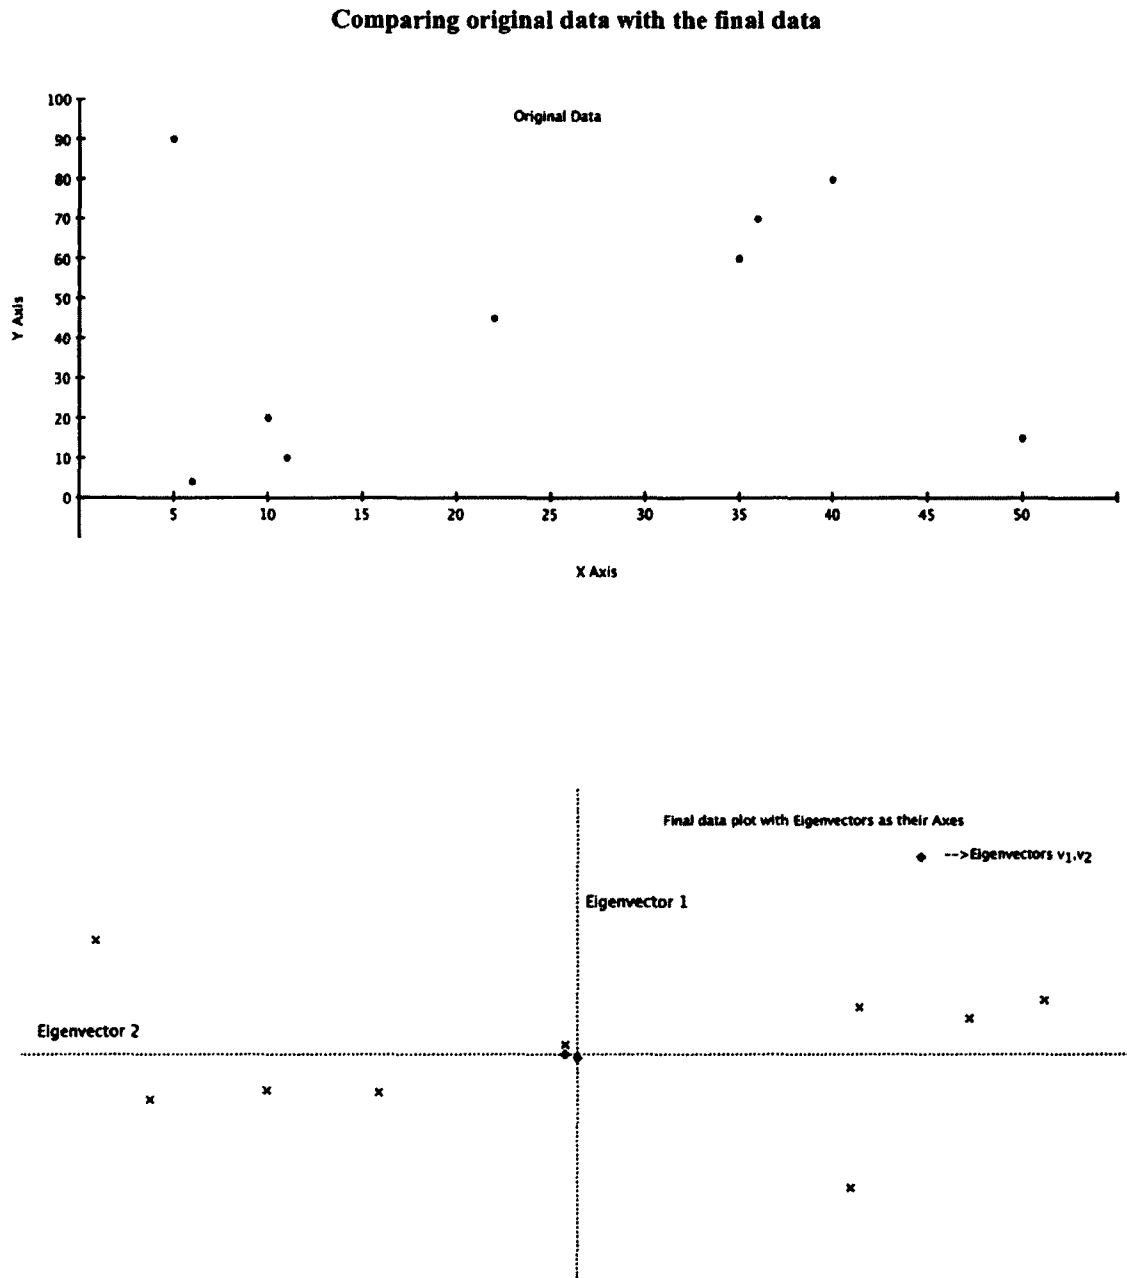 Comparing original data with the final data
Original Data
100
90
80
70
60
50
40
30
20
10
0
Y Axis
5 10 15 20 25 30 35 40 45 50
X Axis
Final data plot with Eigenvectors as their Axes
-->Eigenvectors v1,v2
Eigenvector 1
Eigenvector 2